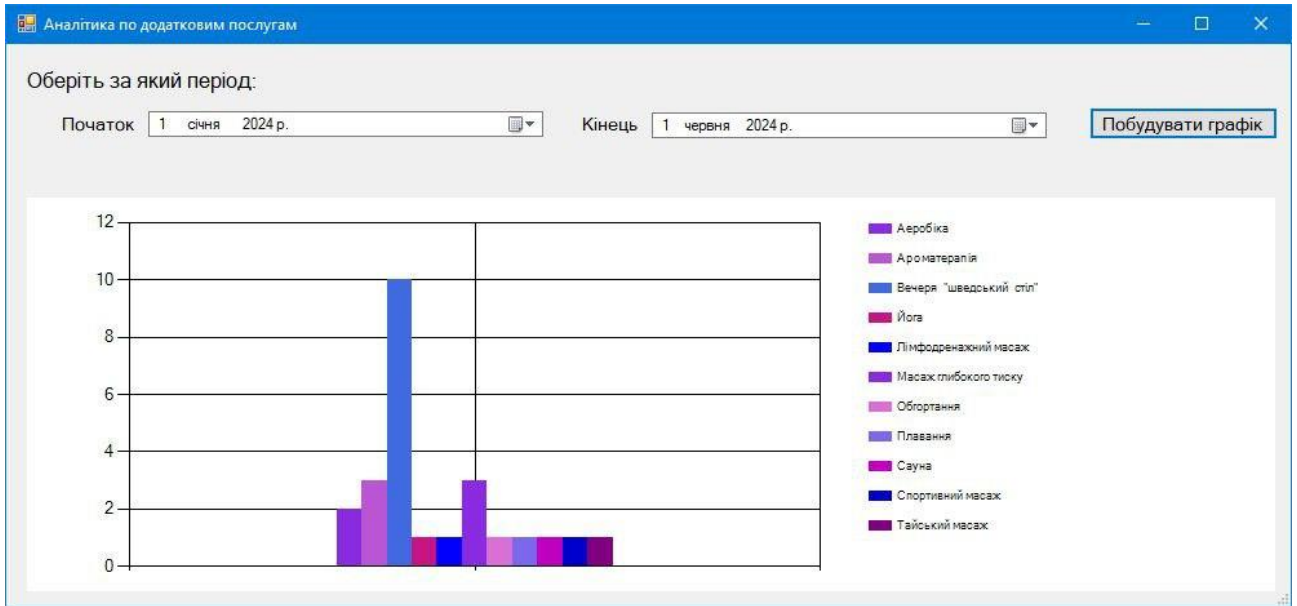 Аналітика по додатковим послугам
Оберіть за який період:
Початок 1 січня 2024 р. Кінець 1 червня 2024 р. Побудувати графік
12
10
8
6
4
2
0
Аеробіка
Ароматерапія
Вечеря "шведський стіл"
Йога
Лімфодренажний масаж
Масаж глибокого тиску
Обгортання
Плавання
Сауна
Спортивний масаж
Тайський масаж